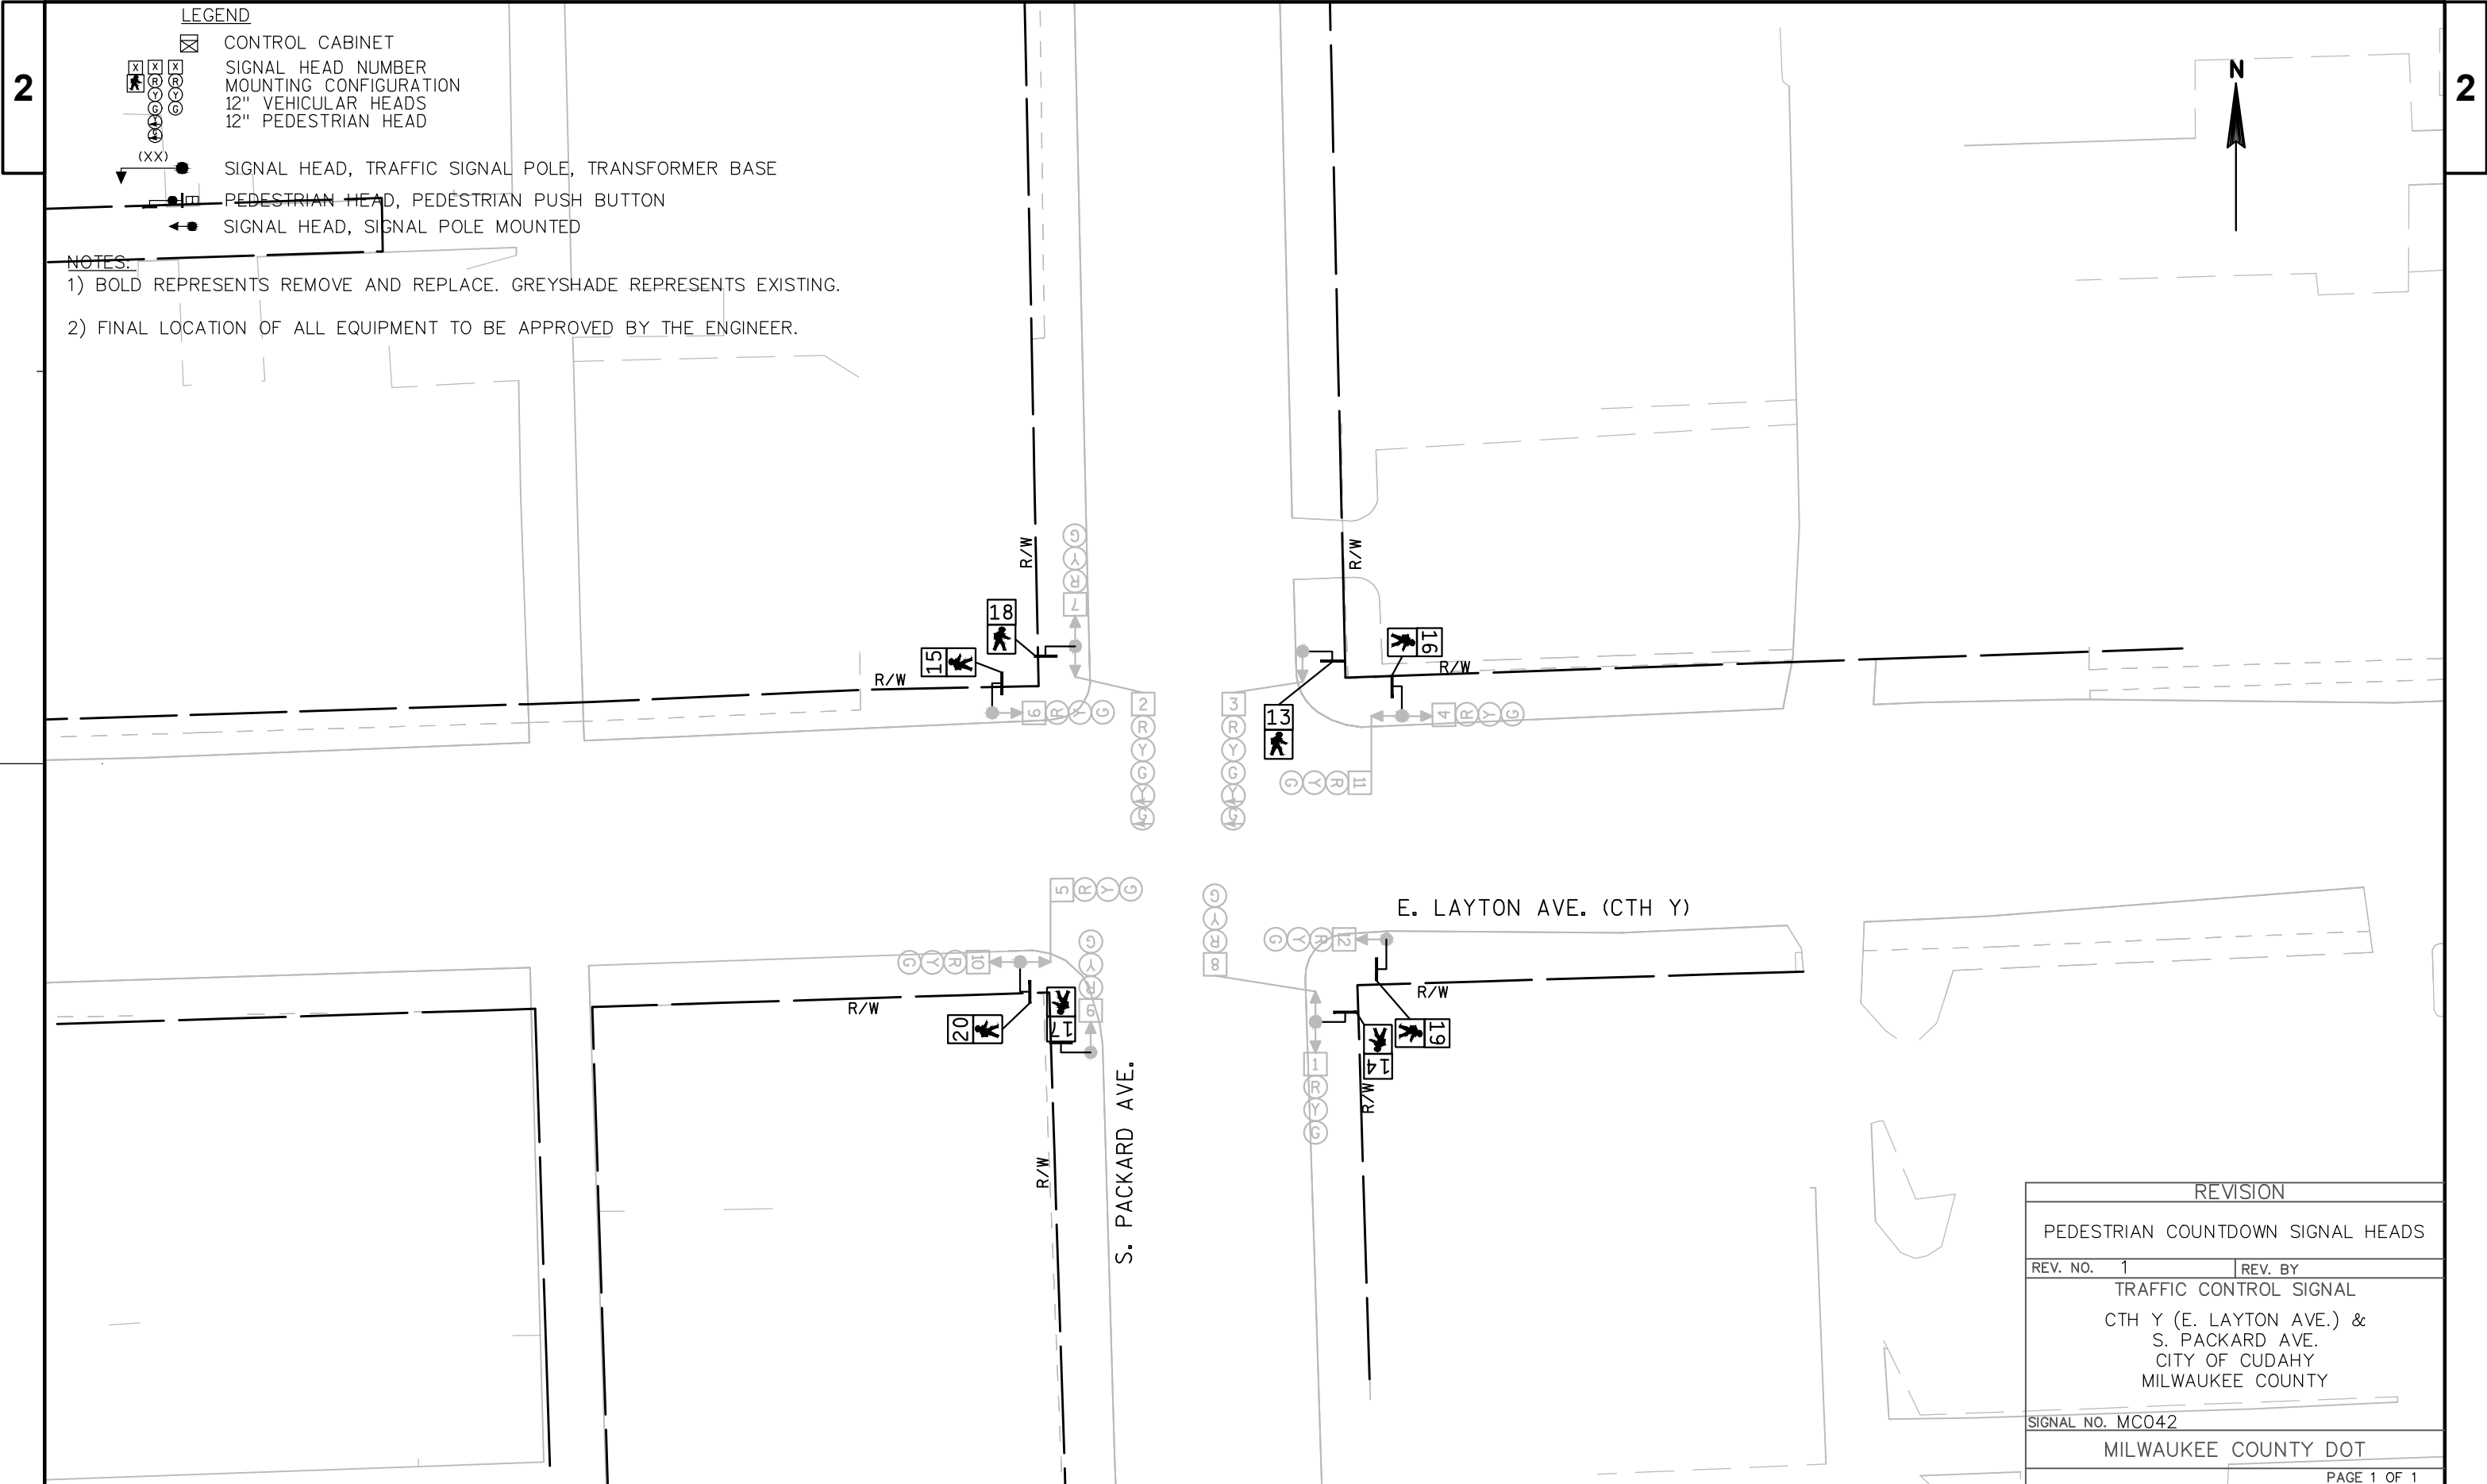 2
2
LEGEND
CONTROL CABINET
X X X
SIGNAL HEAD NUMBER
R R
MOUNTING CONFIGURATION
Y Y
12" VEHICULAR HEADS
G G
12" PEDESTRIAN HEAD
Y
G
(XX)
SIGNAL HEAD, TRAFFIC SIGNAL POLE, TRANSFORMER BASE
PEDESTRIAN HEAD, PEDESTRIAN PUSH BUTTON
SIGNAL HEAD, SIGNAL POLE MOUNTED
NOTES:
1) BOLD REPRESENTS REMOVE AND REPLACE. GREYSHADE REPRESENTS EXISTING.
2) FINAL LOCATION OF ALL EQUIPMENT TO BE APPROVED BY THE ENGINEER.
N
R/W
R/W
7 R Y G
18
15
R/W
6 R Y G
2 R Y G Y G
3 R Y G Y G
13
16
R/W
4 R Y G
11 R Y G
5 R Y G
8 R Y G
E. LAYTON AVE. (CTH Y)
10 R Y G
9 R Y G
12 R Y G
R/W
20
17
R/W
19
14
1 R Y G
R/W
R/W
S. PACKARD AVE.
REVISION
PEDESTRIAN COUNTDOWN SIGNAL HEADS
REV. NO. 1 REV. BY
TRAFFIC CONTROL SIGNAL
CTH Y (E. LAYTON AVE.) &
S. PACKARD AVE.
CITY OF CUDAHY
MILWAUKEE COUNTY
SIGNAL NO. MC042
MILWAUKEE COUNTY DOT
PAGE 1 OF 1